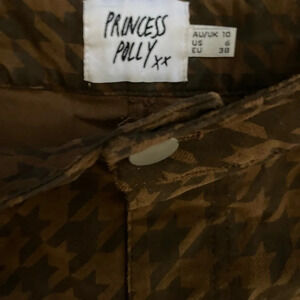 PRINCESS
POLLY xx
AU/UK 10
US 6
EU 38